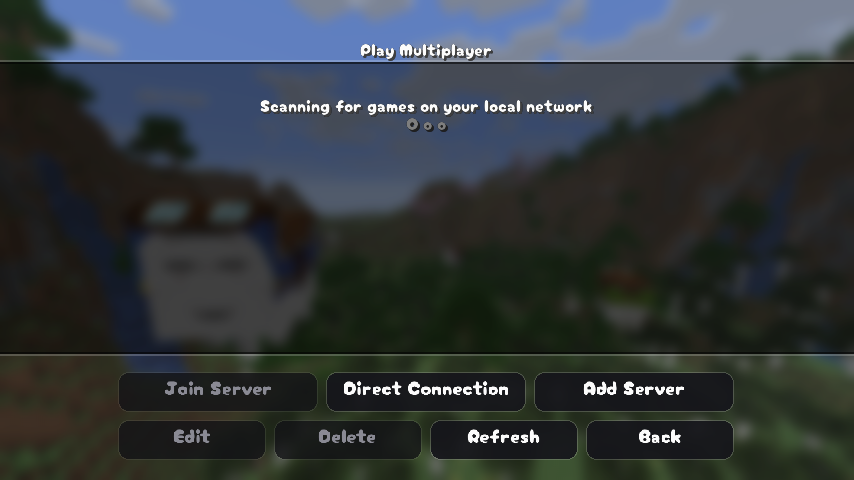 Play Multiplayer
Scanning for games on your local network
O o o
Join Server
Direct Connection
Add Server
Edit
Delete
Refresh
Back